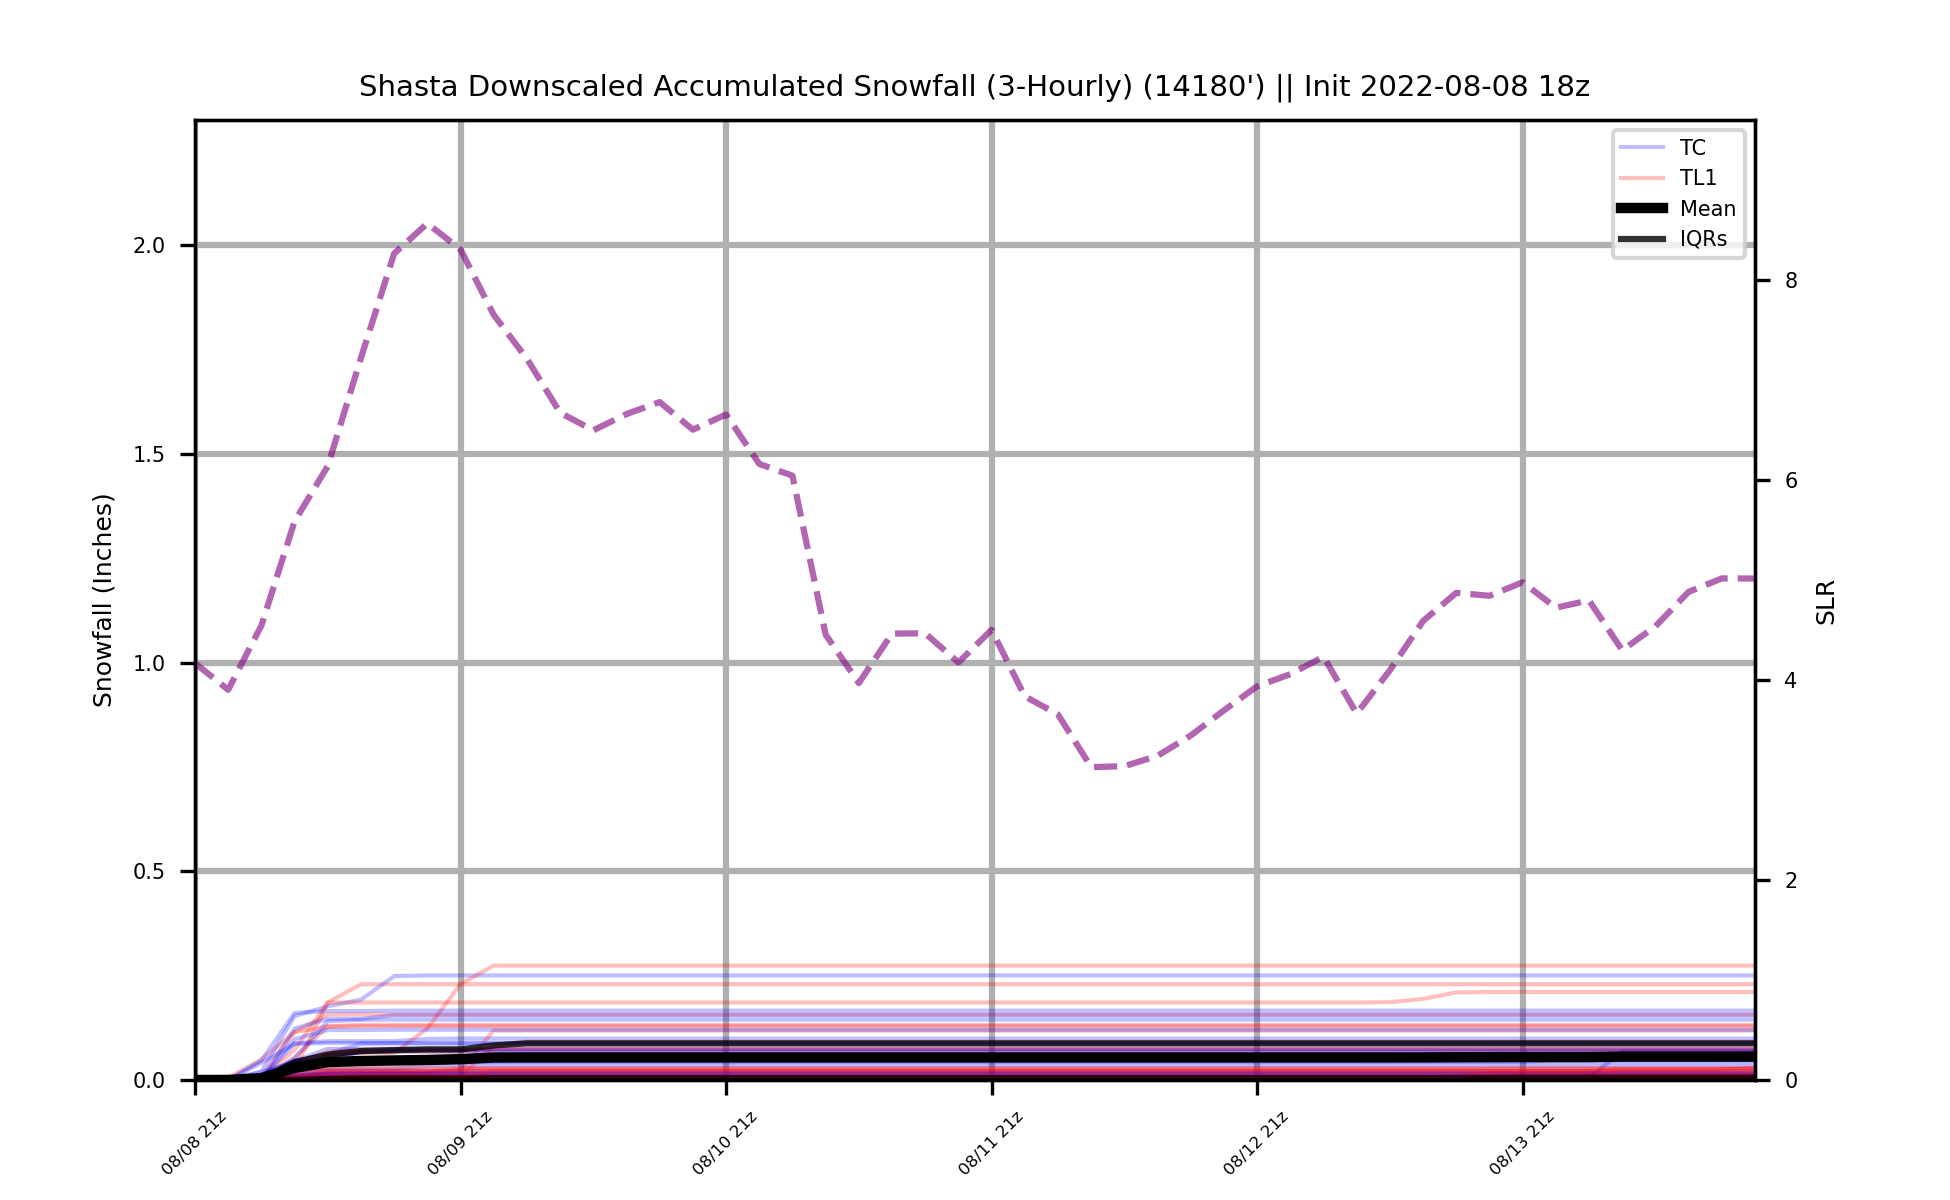 Shasta Downscaled Accumulated Snowfall (3-Hourly) (14180') || Init 2022-08-08 18z
TC
TL1
Mean
IQRs
Snowfall (Inches)
2.0
1.5
1.0
0.5
0.0
8
6
4
2
0
SLR
08/08 21z
08/09 21z
08/10 21z
08/11 21z
08/12 21z
08/13 21z